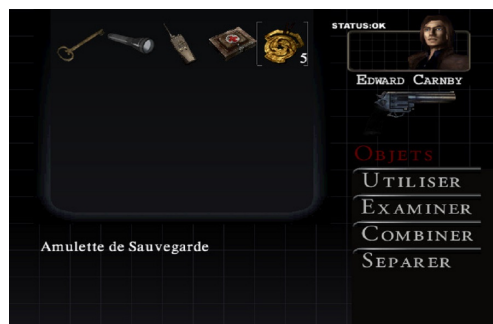 STATUS:OK
EDWARD CARNBY
5
OBJETS
UTILISER
EXAMINER
COMBINER
SEPARER
Amulette de Sauvegarde